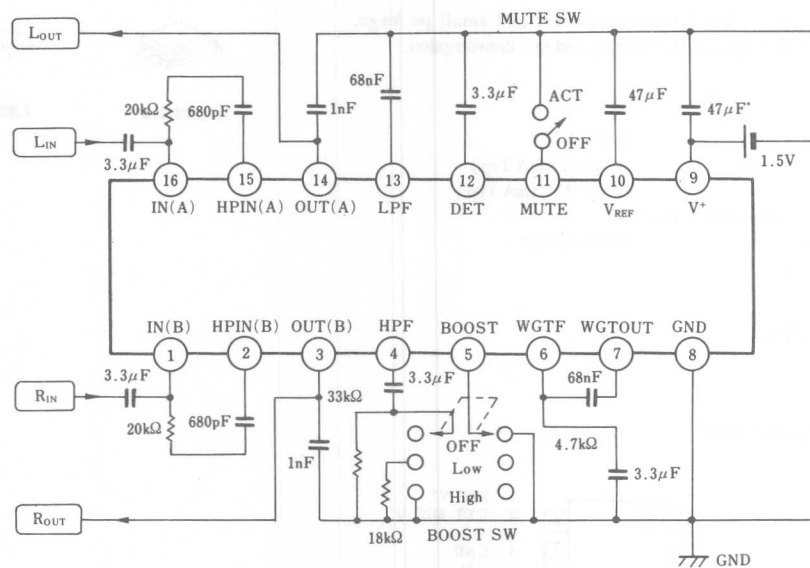 small
MUTE SW
LOUT
68nF
3.3μF
47μF
47μF
20kΩ
680pF
1nF
ACT
OFF
LIN
3.3μF
1.5V
16
15
14
13
12
11
10
9
IN(A)
HPIN(A)
OUT(A)
LPF
DET
MUTE
VREF
V+
IN(B)
HPIN(B)
OUT(B)
HPF
BOOST
WGTF
WGTOUT
GND
1
2
3
4
5
6
7
8
3.3μF
3.3μF
68nF
RIN
33kΩ
20kΩ
680pF
OFF
4.7kΩ
1nF
Low
3.3μF
High
ROUT
18kΩ
BOOST SW
GND